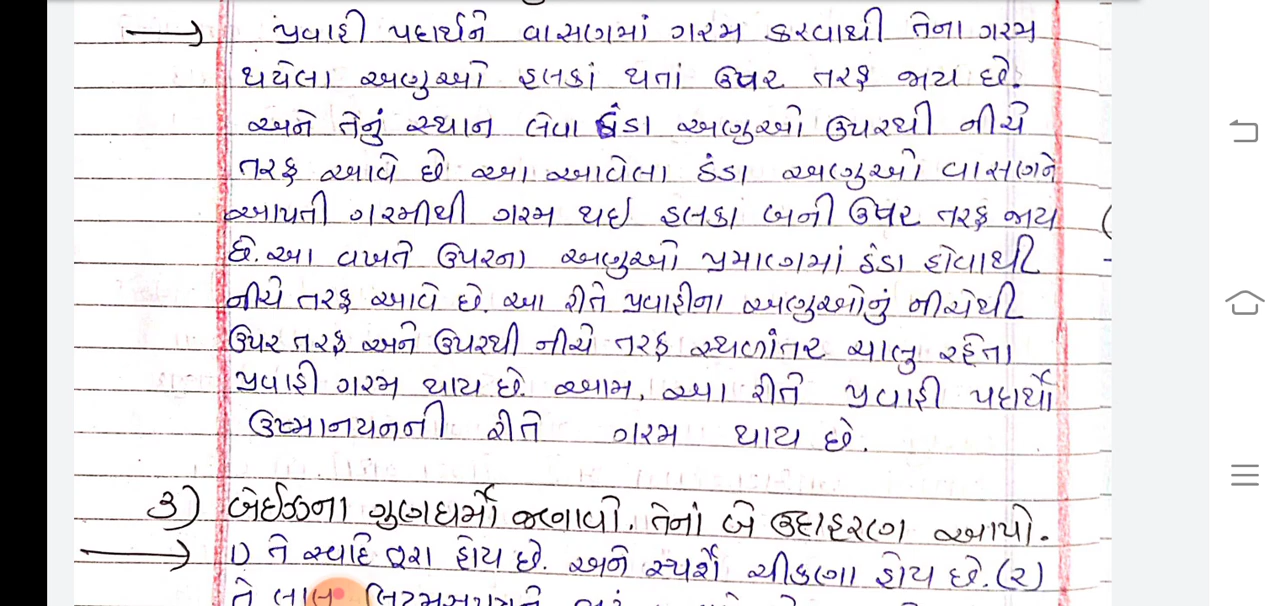 → પ્રવાહી પદાર્થને વાસણમાં ગરમ કરવાથી તેના ગરમ
થયેલા અણુઓ હલકાં થતાં ઉપર તરફ જાય છે.
અને તેનું સ્થાન લેવા ઠંડા અણુઓ ઉપરથી નીચે
તરફ આવે છે. આ આવેલા ઠંડા અણુઓ વાસણને
આપતી ગરમીથી ગરમ થઈ હલકા બની ઉપર તરફ જાય
છે. આ વખતે ઉપરના અણુઓ પ્રમાણમાં ઠંડા હોવાથી
નીચે તરફ આવે છે. આ રીતે પ્રવાહીના અણુઓનું નીચેથી
ઉપર તરફ અને ઉપરથી નીચે તરફ સ્થળાંતર ચાલુ રહેતા
પ્રવાહી ગરમ થાય છે. આમ, આ રીતે પ્રવાહી પદાર્થો
ઉષ્માનયનની રીતે ગરમ થાય છે.
3) બેઈઝના ગુણધર્મો જણાવો. તેનાં બે ઉદાહરણ આપો.
→ 1) તે સ્વાદે તૂરા હોય છે. અને સ્પર્શે ચીકણા હોય છે. (૨)
તે લાલ